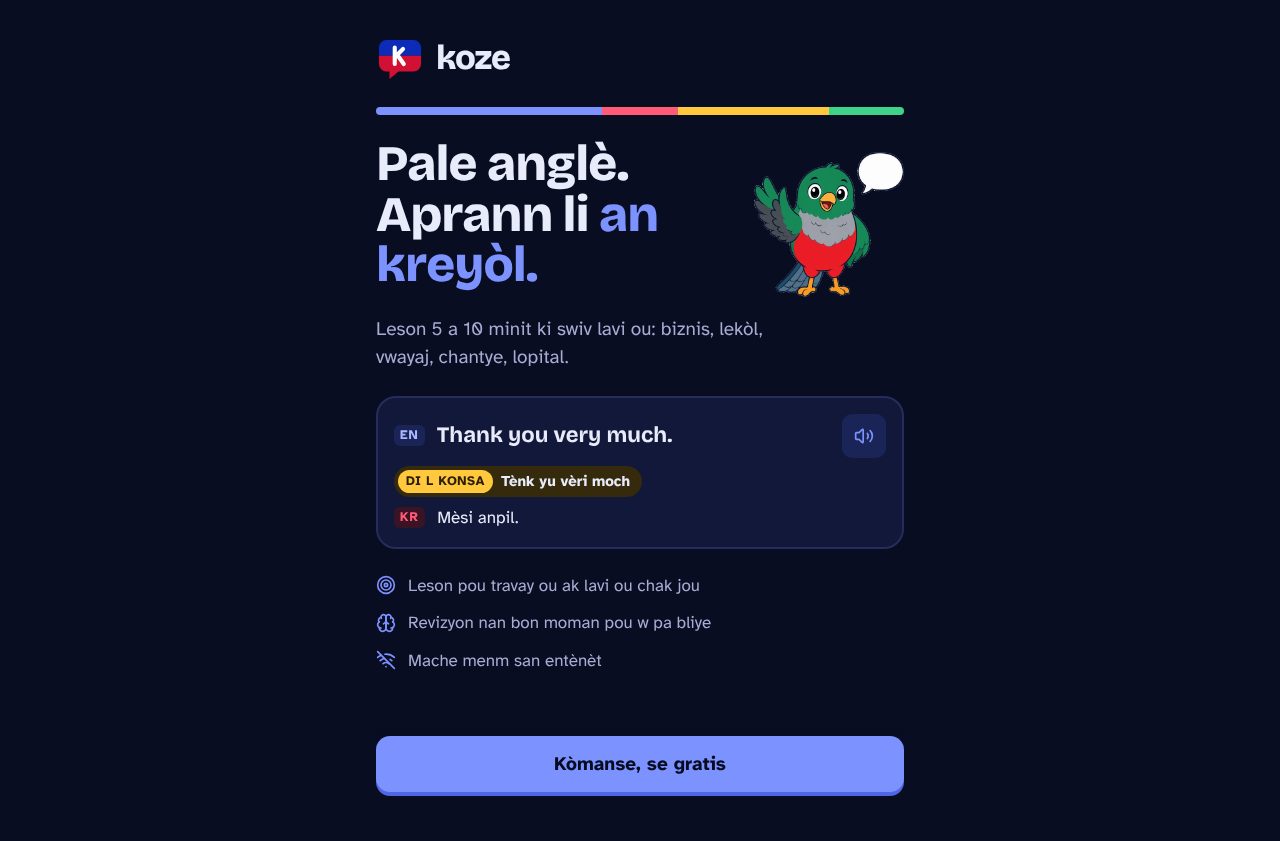 K koze
Pale anglè.
Aprann li an
kreyòl.
Leson 5 a 10 minit ki swiv lavi ou: biznis, lekòl,
vwayaj, chantye, lopital.
EN Thank you very much.
DI L KONSA Tènk yu vèri moch
KR Mèsi anpil.
Leson pou travay ou ak lavi ou chak jou
Revizyon nan bon moman pou w pa bliye
Mache menm san entènèt
Kòmanse, se gratis